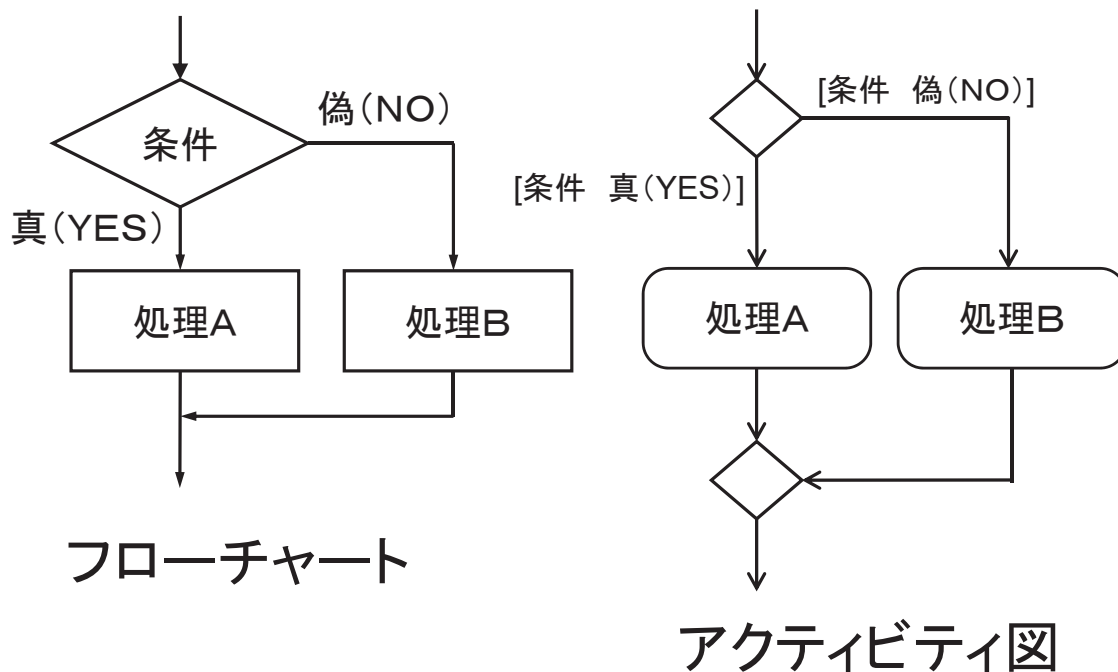 条件
偽(NO)
真(YES)
処理A
処理B
フローチャート
[条件　偽(NO)]
[条件　真(YES)]
処理A
処理B
アクティビティ図